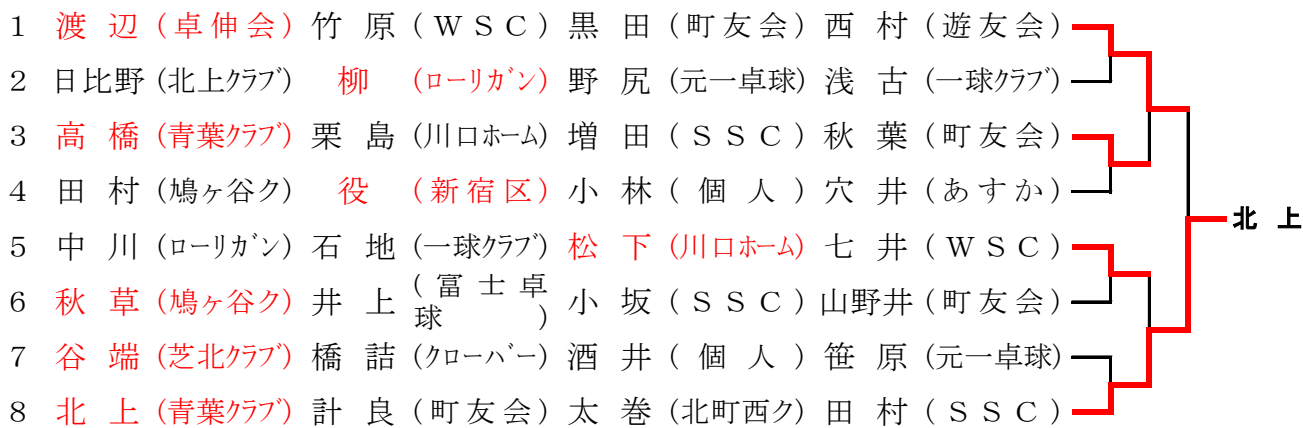 1 渡辺(卓伸会) 竹原(WSC) 黒田(町友会) 西村(遊友会)
2 日比野(北上クラブ) 柳(ローリガン) 野尻(元一卓球) 浅古(一球クラブ)
3 高橋(青葉クラブ) 栗島(川口ホーム) 増田(SSC) 秋葉(町友会)
4 田村(鳩ヶ谷ク) 役(新宿区) 小林(個人) 穴井(あすか)
北上
5 中川(ローリガン) 石地(一球クラブ) 松下(川口ホーム) 七井(WSC)
6 秋草(鳩ヶ谷ク) 井上(富士卓球) 小坂(SSC) 山野井(町友会)
7 谷端(芝北クラブ) 橋詰(クローバー) 酒井(個人) 笹原(元一卓球)
8 北上(青葉クラブ) 計良(町友会) 太巻(北町西ク) 田村(SSC)